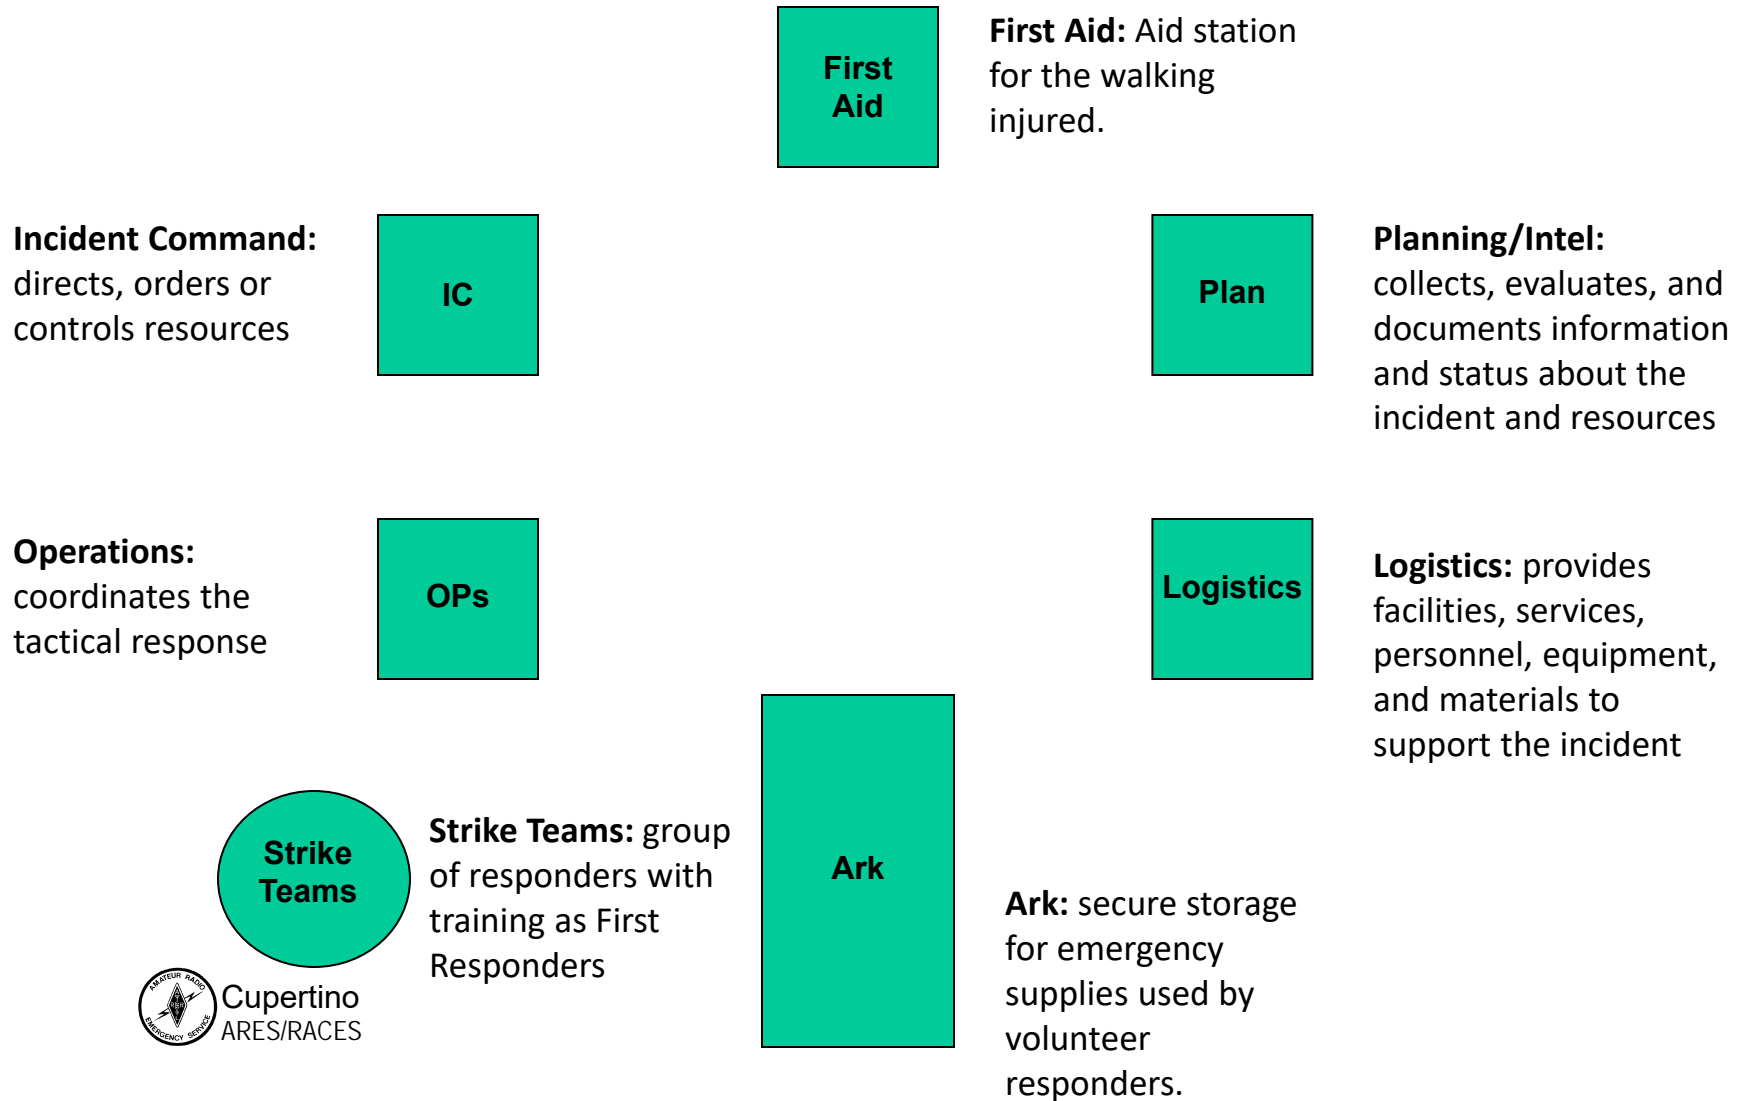 First
Aid
First Aid: Aid station
for the walking
injured.
Incident Command:
directs, orders or
controls resources
IC
Plan
Planning/Intel:
collects, evaluates, and
documents information
and status about the
incident and resources
Operations:
coordinates the
tactical response
OPs
Logistics
Logistics: provides
facilities, services,
personnel, equipment,
and materials to
support the incident
Strike
Teams
Strike Teams: group
of responders with
training as First
Responders
Ark
Ark: secure storage
for emergency
supplies used by
volunteer
responders.
AMATEUR RADIO
EMERGENCY SERVICE
Cupertino
ARES/RACES